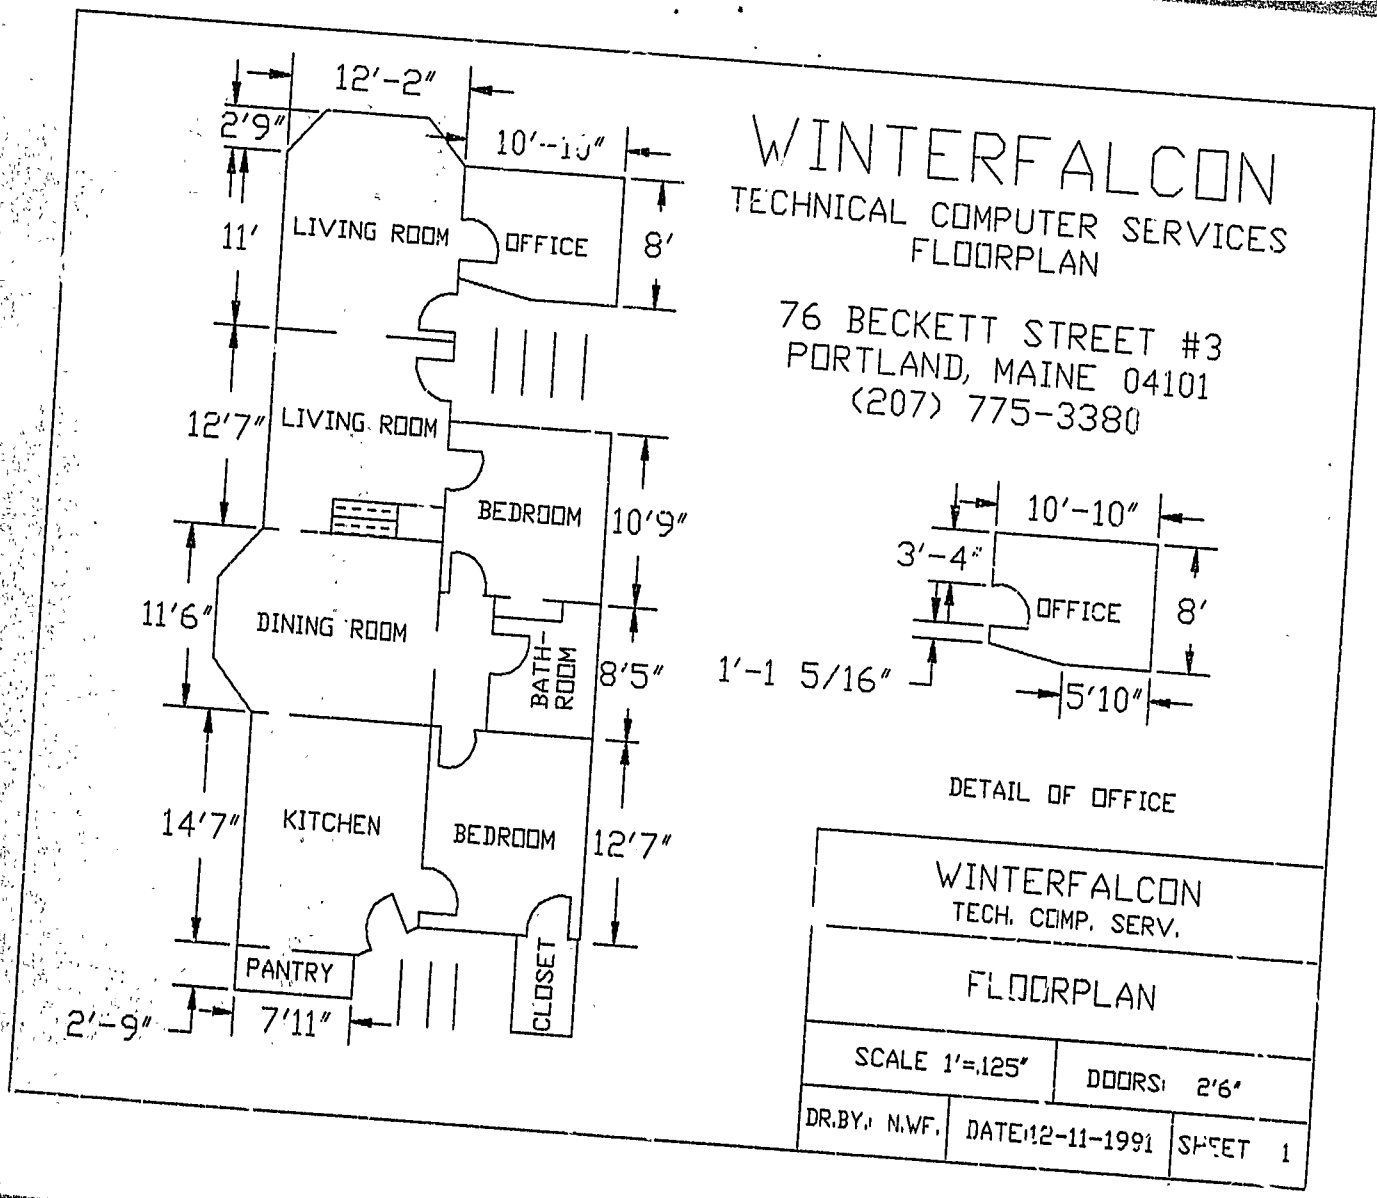 12'-2"
2'9"
10'-10"
11'
LIVING ROOM
OFFICE
8'
WINTERFALCON
TECHNICAL COMPUTER SERVICES
FLOORPLAN
76 BECKETT STREET #3
PORTLAND, MAINE 04101
(207) 775-3380
12'7"
LIVING ROOM
BEDROOM
10'9"
11'6"
DINING ROOM
BATH-
ROOM
8'5"
14'7"
KITCHEN
BEDROOM
12'7"
PANTRY
CLOSET
2'-9"
7'11"
10'-10"
3'-4"
OFFICE
8'
1'-1 5/16"
5'10"
DETAIL OF OFFICE
WINTERFALCON
TECH. COMP. SERV.
FLOORPLAN
SCALE 1'=.125"
DOORS: 2'6"
DR.BY.: N.WF.
DATE:12-11-1991
SHEET 1